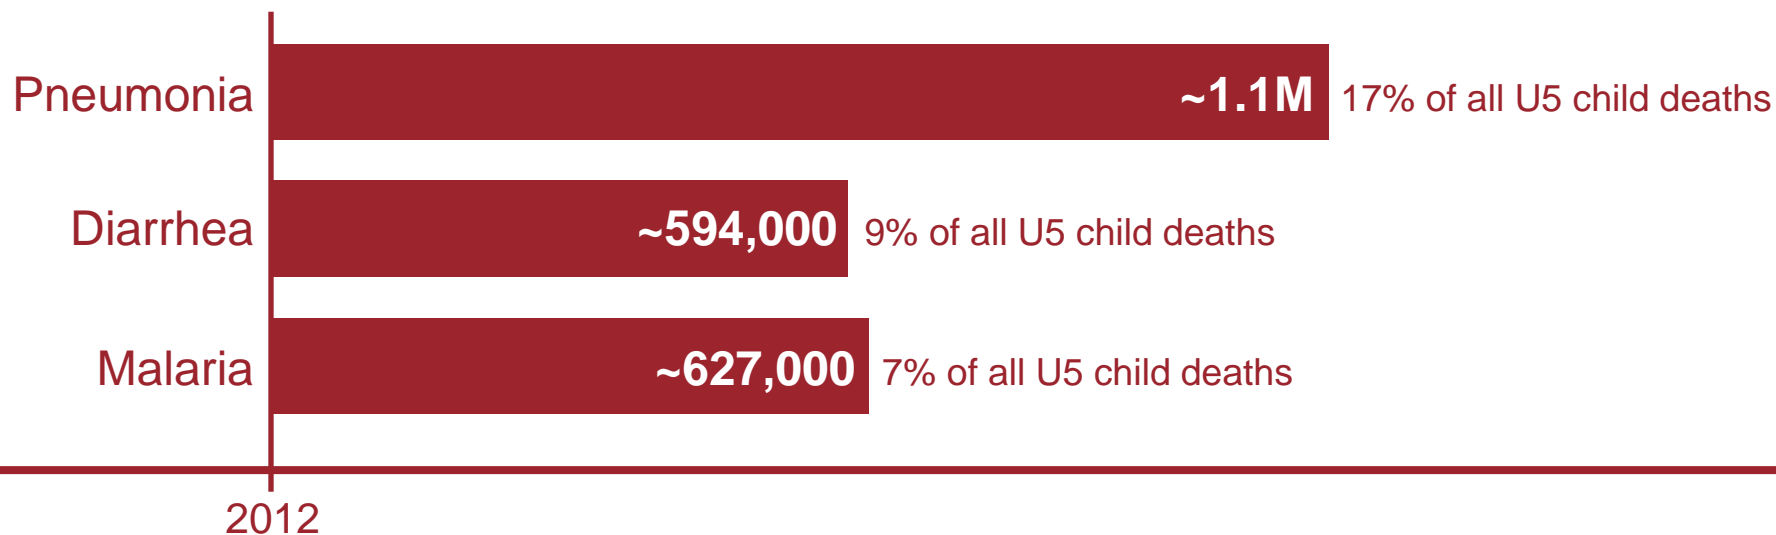 Pneumonia ~1.1M 17% of all U5 child deaths
Diarrhea ~594,000 9% of all U5 child deaths
Malaria ~627,000 7% of all U5 child deaths
2012